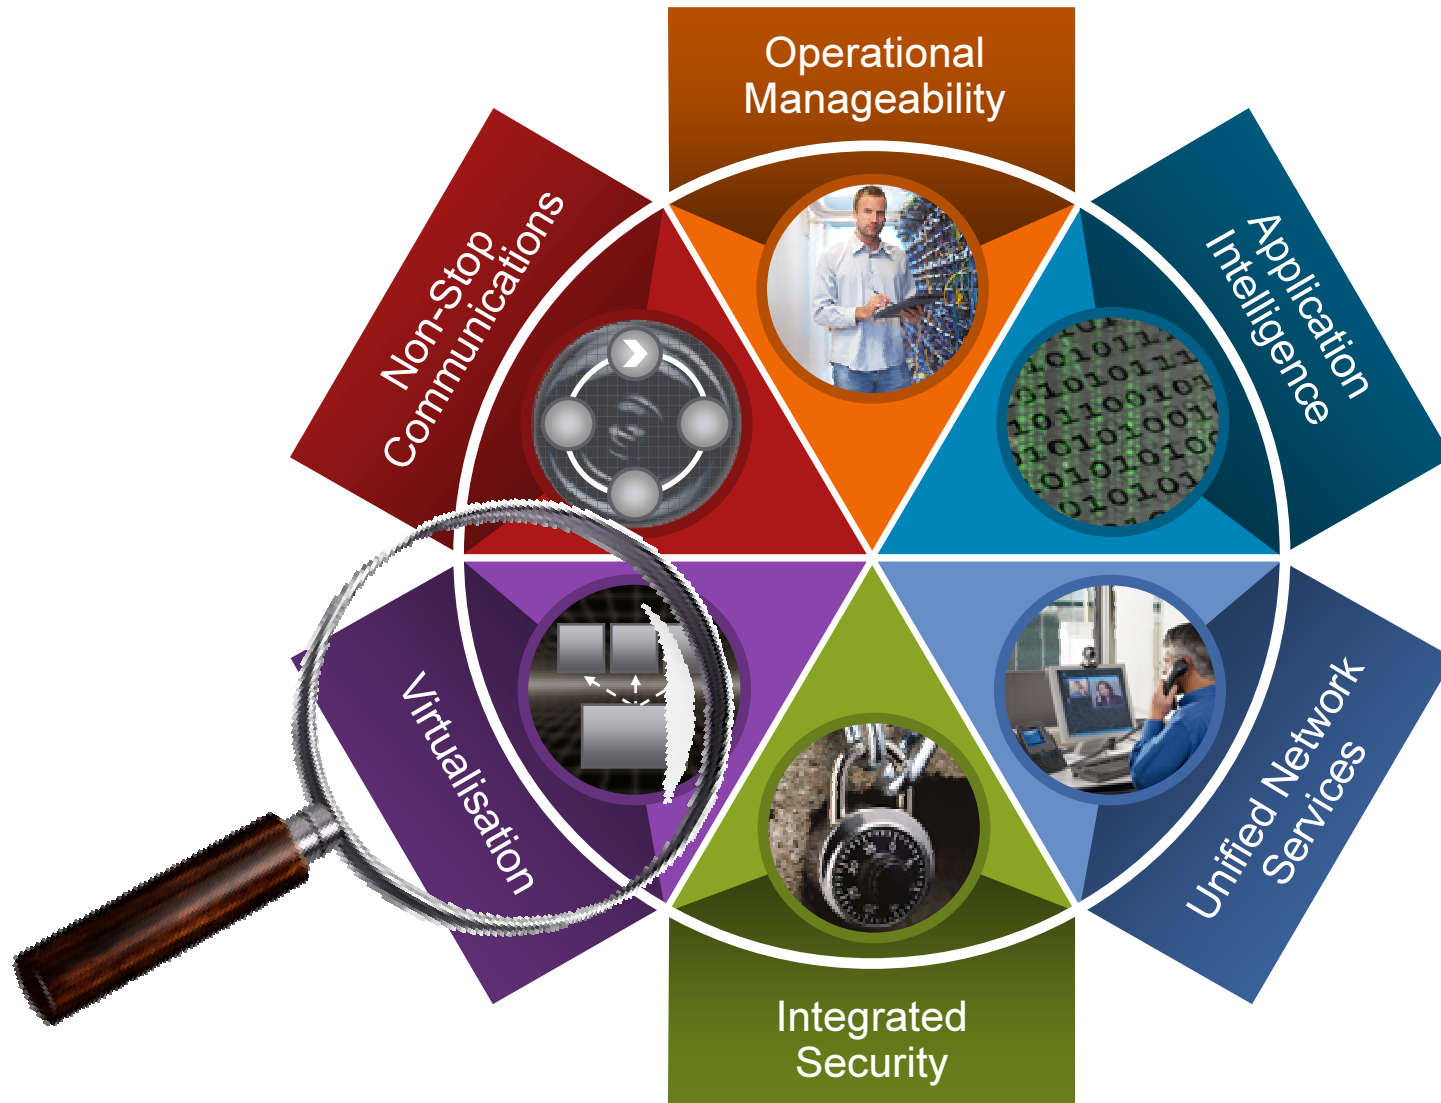 Operational
Manageability
Application
Intelligence
Unified Network
Services
Integrated
Security
Virtualisation
Non-Stop
Communications